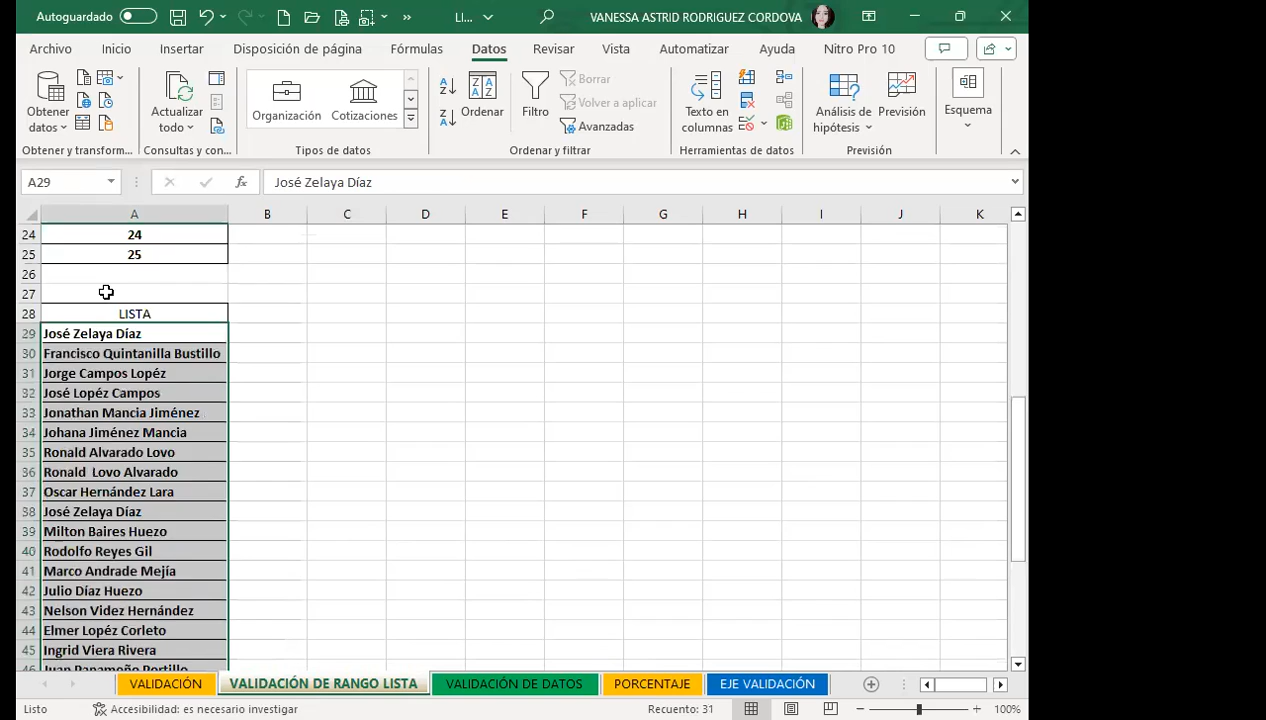 Autoguardado
LI...
VANESSA ASTRID RODRIGUEZ CORDOVA
Archivo Inicio Insertar Disposición de página Fórmulas Datos Revisar Vista Automatizar Ayuda Nitro Pro 10
Obtener datos
Actualizar todo
Organización
Cotizaciones
Ordenar
Filtro
Borrar
Volver a aplicar
Avanzadas
Texto en columnas
Análisis de hipótesis
Previsión
Esquema
Obtener y transform...
Consultas y con...
Tipos de datos
Ordenar y filtrar
Herramientas de datos
Previsión
A29
fx
José Zelaya Díaz
A B C D E F G H I J K
24 24
25 25
26
27
28 LISTA
29 José Zelaya Díaz
30 Francisco Quintanilla Bustillo
31 Jorge Campos Lopéz
32 José Lopéz Campos
33 Jonathan Mancia Jiménez
34 Johana Jiménez Mancia
35 Ronald Alvarado Lovo
36 Ronald  Lovo Alvarado
37 Oscar Hernández Lara
38 José Zelaya Díaz
39 Milton Baires Huezo
40 Rodolfo Reyes Gil
41 Marco Andrade Mejía
42 Julio Díaz Huezo
43 Nelson Videz Hernández
44 Elmer Lopéz Corleto
45 Ingrid Viera Rivera
46 Juan Panameño Portillo
VALIDACIÓN VALIDACIÓN DE RANGO LISTA VALIDACIÓN DE DATOS PORCENTAJE EJE VALIDACIÓN
Listo
Accesibilidad: es necesario investigar
Recuento: 31
100%